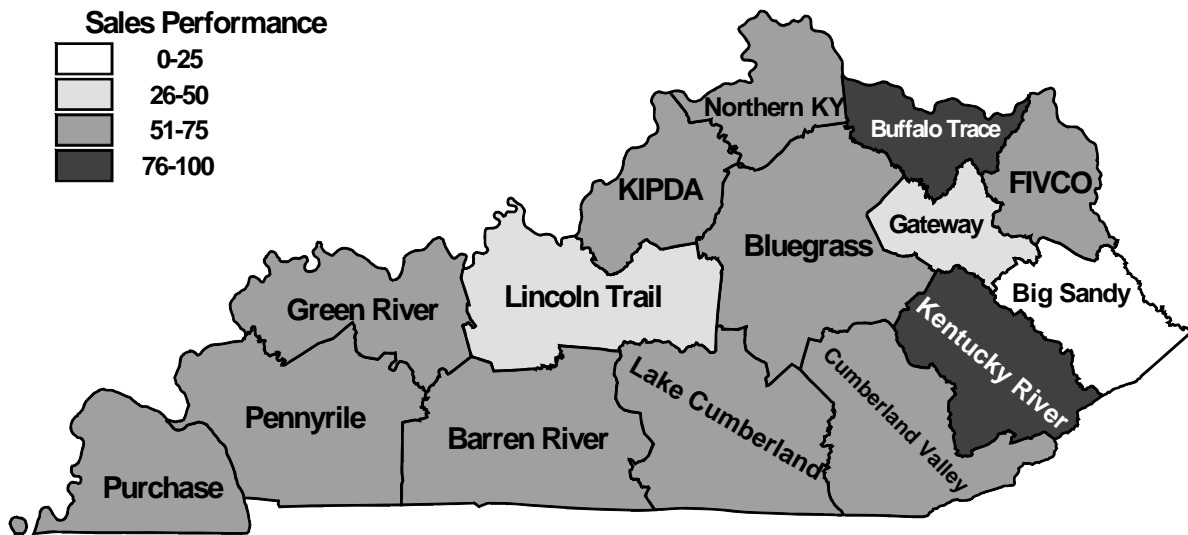 Sales Performance
0-25
26-50
51-75
76-100
Northern KY
Buffalo Trace
KIPDA
FIVCO
Gateway
Bluegrass
Lincoln Trail
Big Sandy
Green River
Kentucky River
Cumberland Valley
Lake Cumberland
Pennyrile
Barren River
Purchase